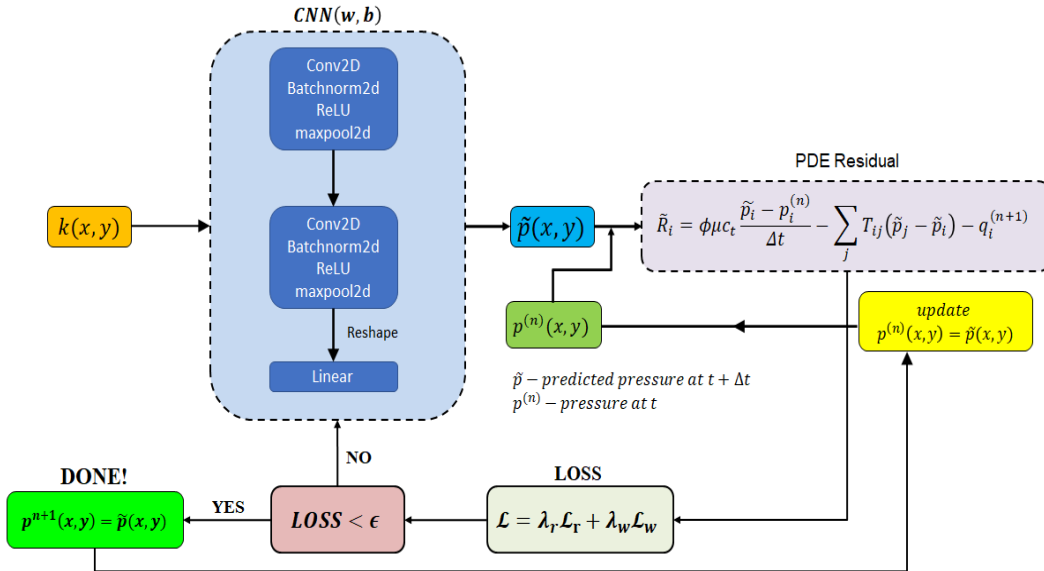 CNN(w, b)
Conv2D
Batchnorm2d
ReLU
maxpool2d
Conv2D
Batchnorm2d
ReLU
maxpool2d
Reshape
Linear
k(x, y)
p̃(x, y)
PDE Residual
R̃ᵢ = ϕμcₜ (p̃ᵢ − pᵢ⁽ⁿ⁾)/Δt − ∑ⱼ Tᵢⱼ(p̃ⱼ − p̃ᵢ) − qᵢ⁽ⁿ⁺¹⁾
p⁽ⁿ⁾(x, y)
update
p⁽ⁿ⁾(x, y) = p̃(x, y)
p̃ − predicted pressure at t + Δt
p⁽ⁿ⁾ − pressure at t
NO
DONE!
pⁿ⁺¹(x, y) = p̃(x, y)
YES
LOSS < ϵ
LOSS
ℒ = λᵣℒᵣ + λ_wℒ_w